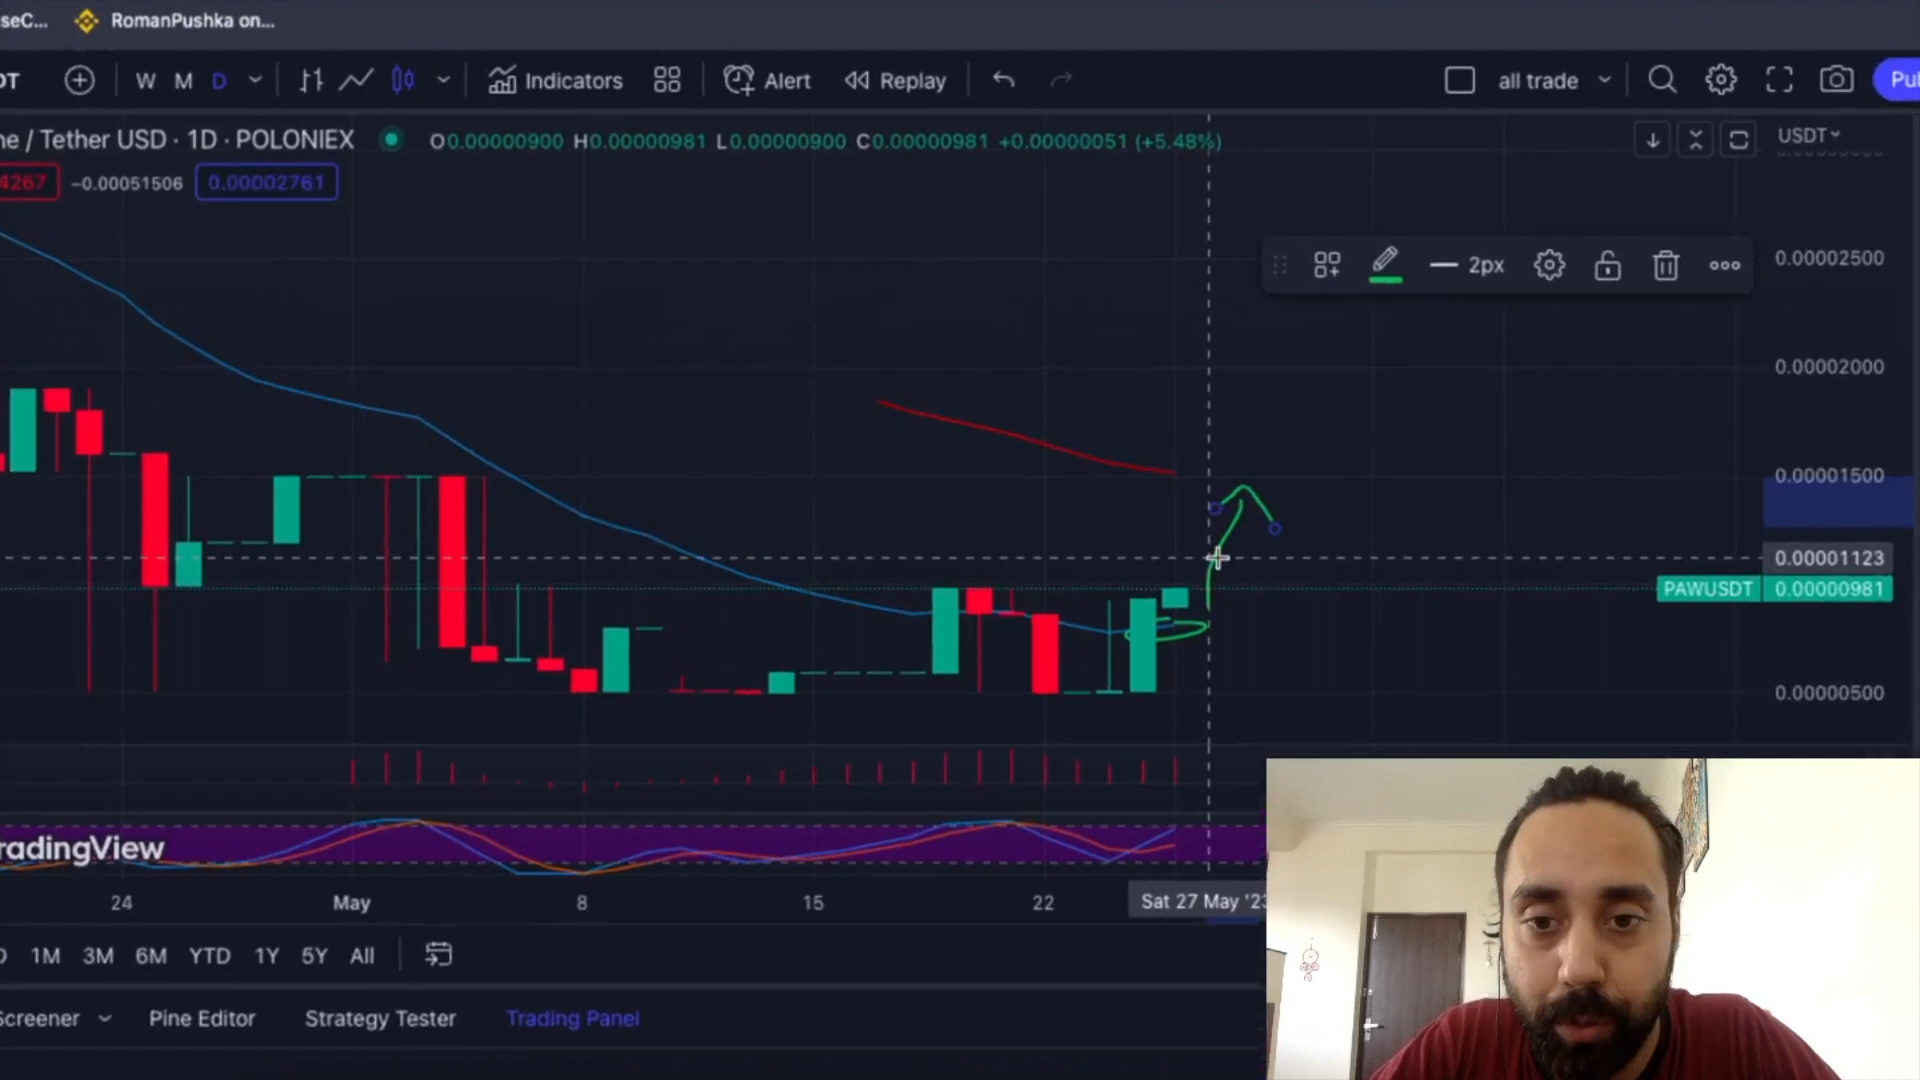 seC... RomanPushka on...
DT W M D Indicators Alert Replay all trade Pu
ne / Tether USD · 1D · POLONIEX O0.00000900 H0.00000981 L0.00000900 C0.00000981 +0.00000051 (+5.48%) USDT
4267 −0.00051506 0.00002761
2px
0.00002500
0.00002000
0.00001500
0.00001123
PAWUSDT 0.00000981
0.00000500
radingView
24 May 8 15 22 Sat 27 May '23
D 1M 3M 6M YTD 1Y 5Y All
Screener Pine Editor Strategy Tester Trading Panel